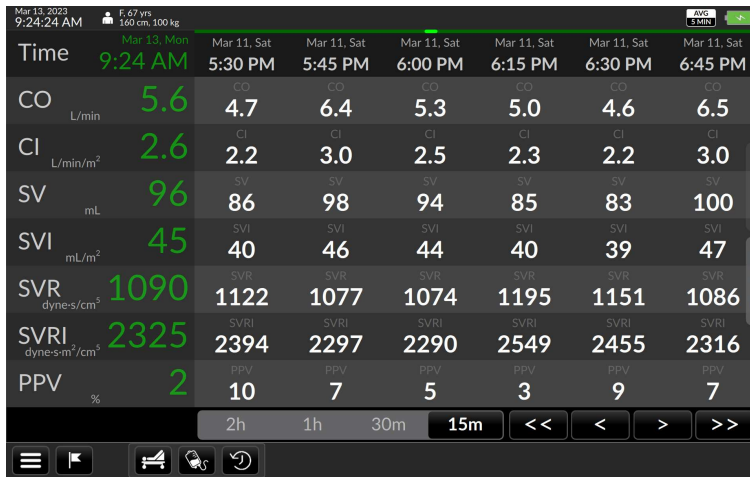 Mar 13, 2023
9:24:24 AM
F, 67 yrs
160 cm, 100 kg
AVG
5 MIN
Time Mar 13, Mon 9:24 AM Mar 11, Sat 5:30 PM Mar 11, Sat 5:45 PM Mar 11, Sat 6:00 PM Mar 11, Sat 6:15 PM Mar 11, Sat 6:30 PM Mar 11, Sat 6:45 PM
CO L/min 5.6 CO 4.7 CO 6.4 CO 5.3 CO 5.0 CO 4.6 CO 6.5
CI L/min/m² 2.6 CI 2.2 CI 3.0 CI 2.5 CI 2.3 CI 2.2 CI 3.0
SV mL 96 SV 86 SV 98 SV 94 SV 85 SV 83 SV 100
SVI mL/m² 45 SVI 40 SVI 46 SVI 44 SVI 40 SVI 39 SVI 47
SVR dyne·s/cm⁵ 1090 SVR 1122 SVR 1077 SVR 1074 SVR 1195 SVR 1151 SVR 1086
SVRI dyne·s·m²/cm⁵ 2325 SVRI 2394 SVRI 2297 SVRI 2290 SVRI 2549 SVRI 2455 SVRI 2316
PPV % 2 PPV 10 PPV 7 PPV 5 PPV 3 PPV 9 PPV 7
2h 1h 30m 15m << < > >>